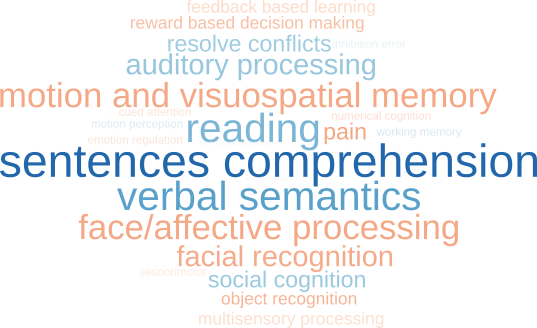 feedback based learning
reward based decision making
resolve conflicts inhibition error
auditory processing
motion and visuospatial memory
cued attention numerical cognition
motion perception reading pain working memory
emotion regulation
sentences comprehension
verbal semantics
face/affective processing
facial recognition
sesnorimotor
social cognition
object recognition
multisensory processing